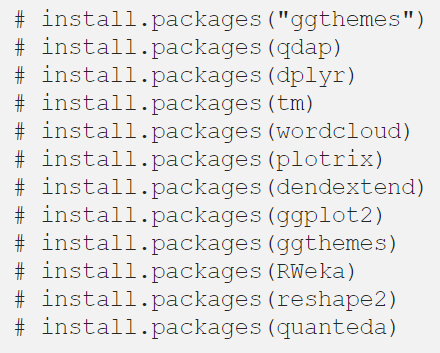 # install.packages("ggthemes")
# install.packages(qdap)
# install.packages(dplyr)
# install.packages(tm)
# install.packages(wordcloud)
# install.packages(plotrix)
# install.packages(dendextend)
# install.packages(ggplot2)
# install.packages(ggthemes)
# install.packages(RWeka)
# install.packages(reshape2)
# install.packages(quanteda)